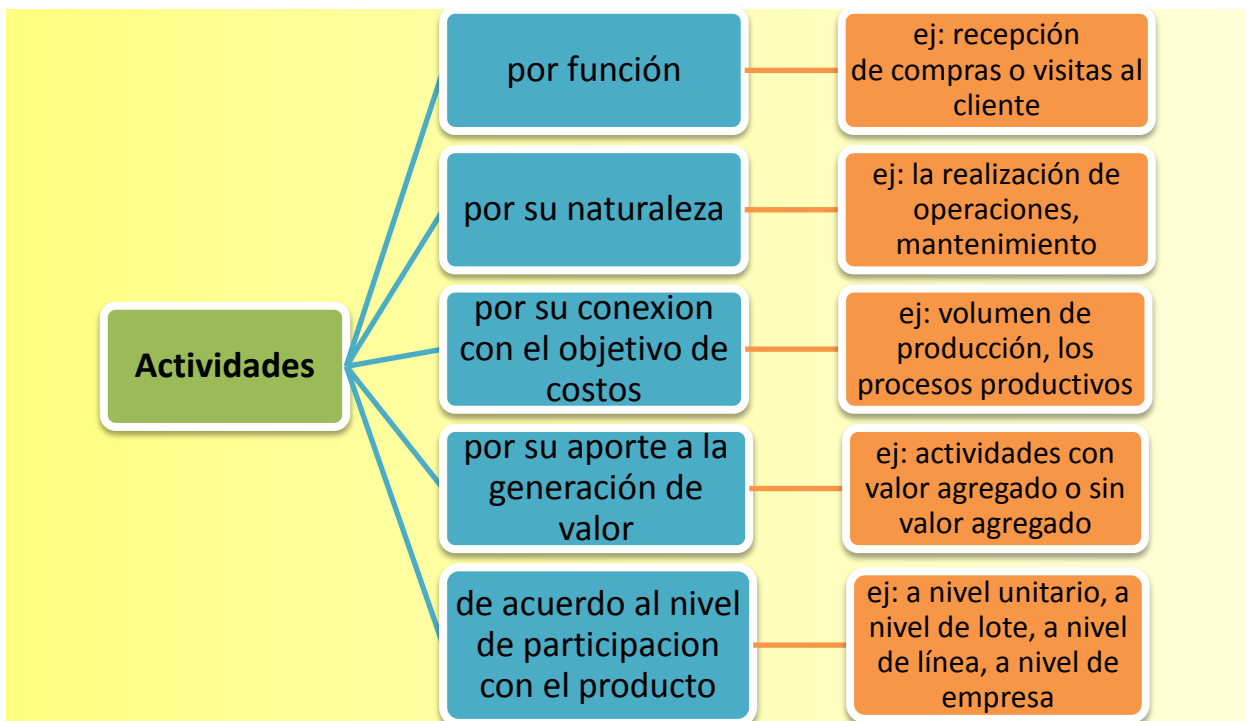 por función
ej: recepción
de compras o visitas al
cliente
por su naturaleza
ej: la realización de
operaciones,
mantenimiento
Actividades
por su conexion
con el objetivo de
costos
ej: volumen de
producción, los
procesos productivos
por su aporte a la
generación de
valor
ej: actividades con
valor agregado o sin
valor agregado
de acuerdo al nivel
de participacion
con el producto
ej: a nivel unitario, a
nivel de lote, a nivel
de línea, a nivel de
empresa